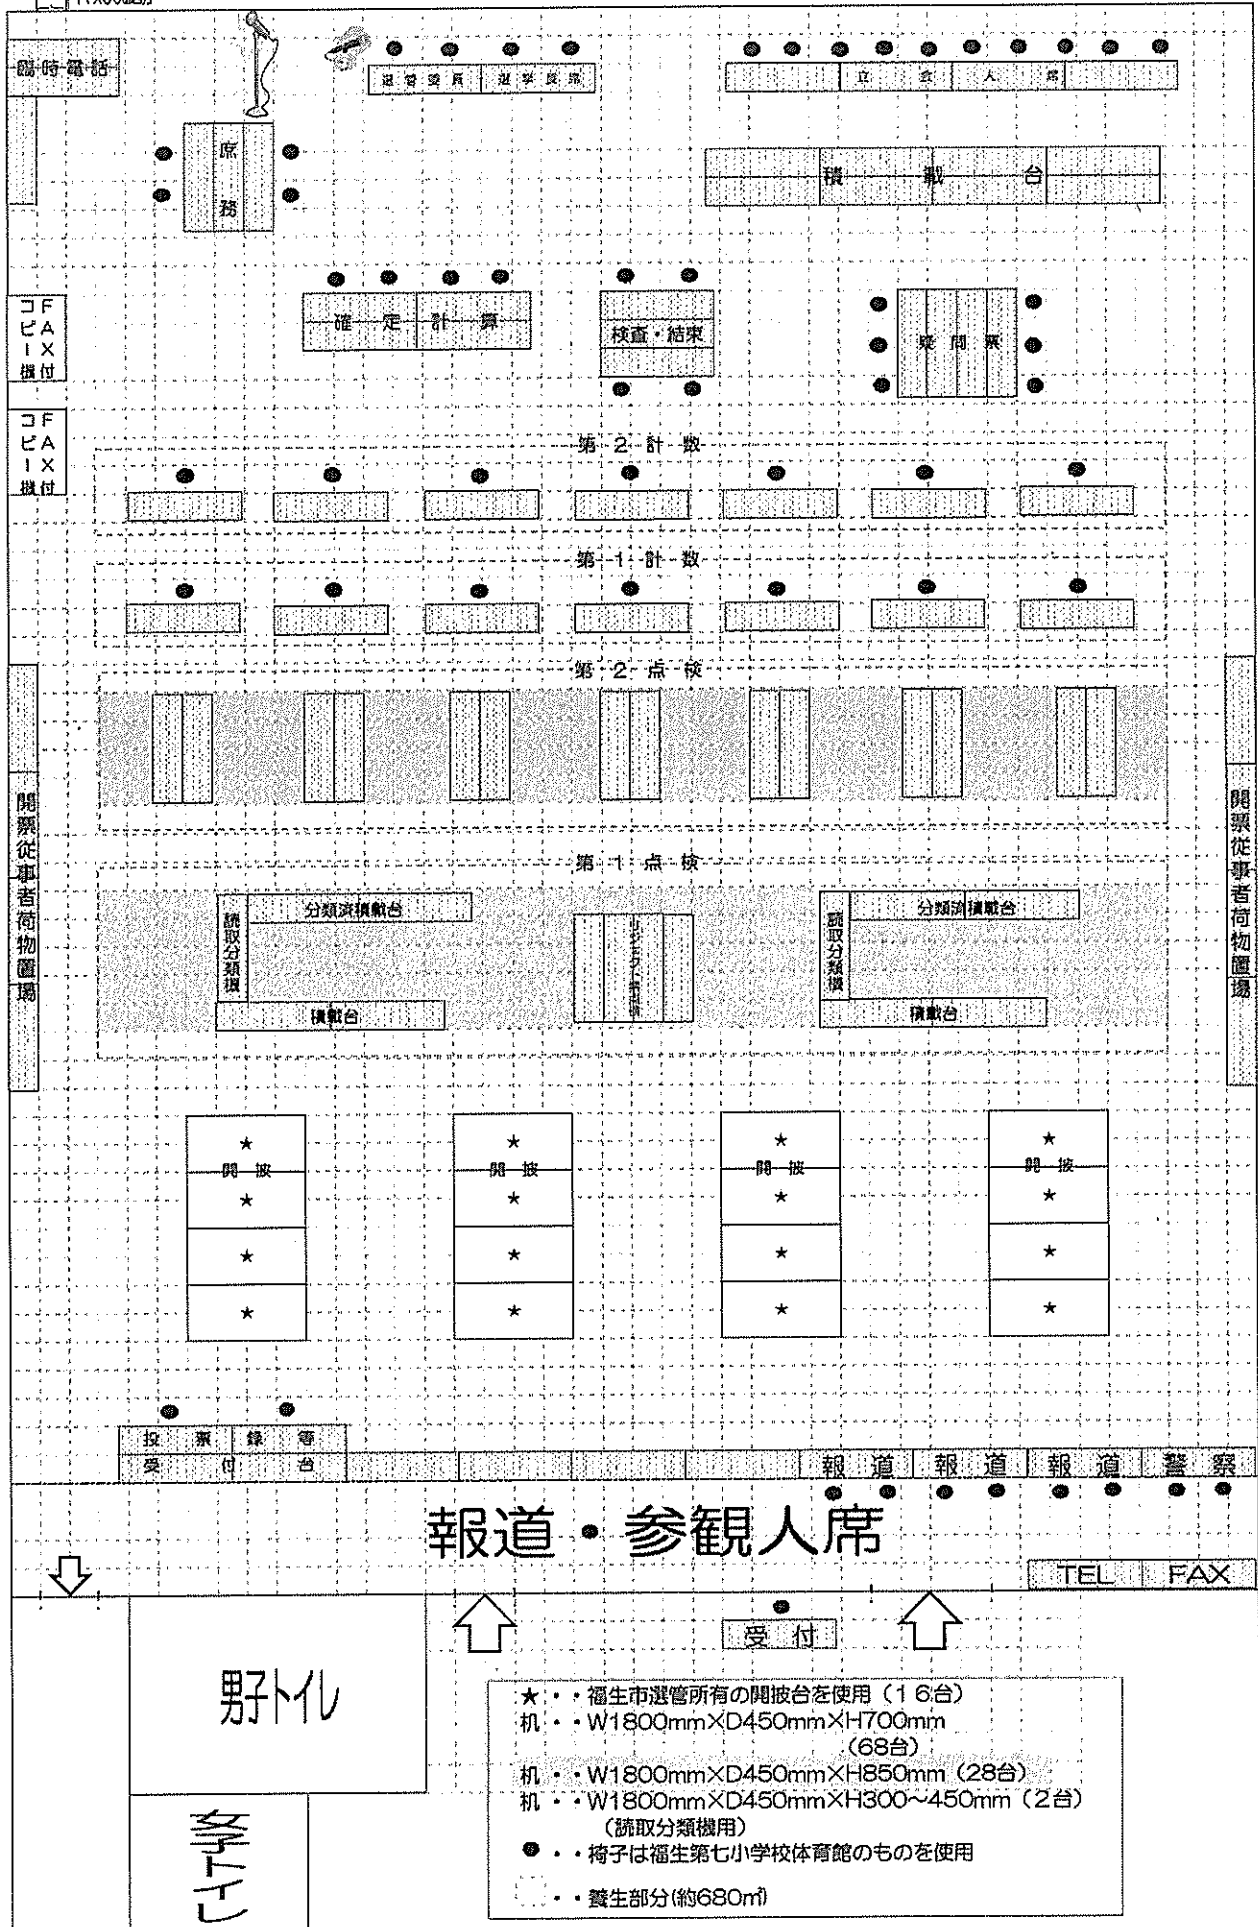 臨時電話
選管委員 選挙長席
立会人席
席務
積載台
FAX付
コピー機
確定計算
検査・結束
疑問票
FAX付
コピー機
第2計数
第1計数
第2点検
開票従事者荷物置場
開票従事者荷物置場
第1点検
読取分類機
分類済積載台
積載台
読取分類機
分類済積載台
積載台
★ ★ ★ ★
開披 開披 開披 開披
★ ★ ★ ★
★ ★ ★ ★
★ ★ ★ ★
投票録等
受付台
報道 報道 報道 警察
報道・参観人席
TEL FAX
受付
男子トイレ
女子トイレ
★・・福生市選管所有の開披台を使用（16台）
机・・W1800mm×D450mm×H700mm
（68台）
机・・W1800mm×D450mm×H850mm（28台）
机・・W1800mm×D450mm×H300～450mm（2台）
（読取分類機用）
●・・椅子は福生第七小学校体育館のものを使用
・・養生部分(約680㎡)